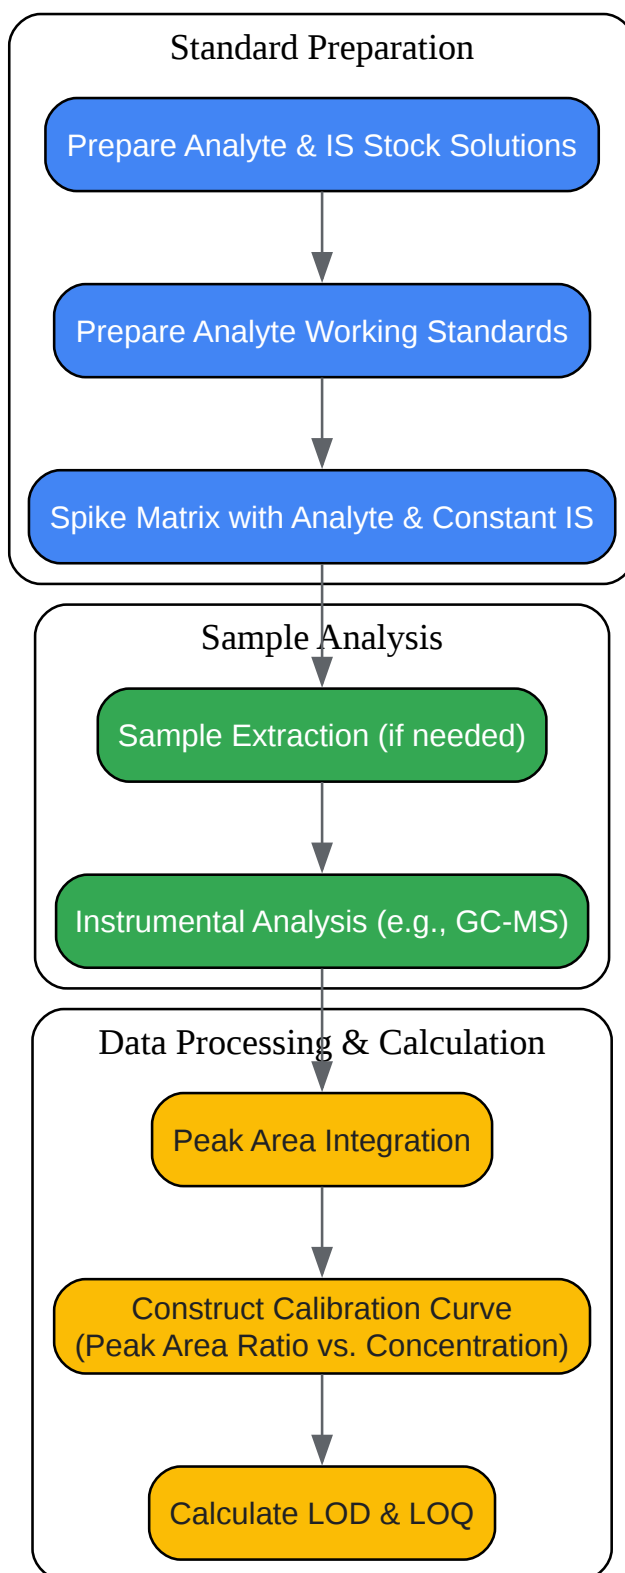 Standard Preparation
Prepare Analyte & IS Stock Solutions
Prepare Analyte Working Standards
Spike Matrix with Analyte & Constant IS
Sample Analysis
Sample Extraction (if needed)
Instrumental Analysis (e.g., GC-MS)
Data Processing & Calculation
Peak Area Integration
Construct Calibration Curve
(Peak Area Ratio vs. Concentration)
Calculate LOD & LOQ